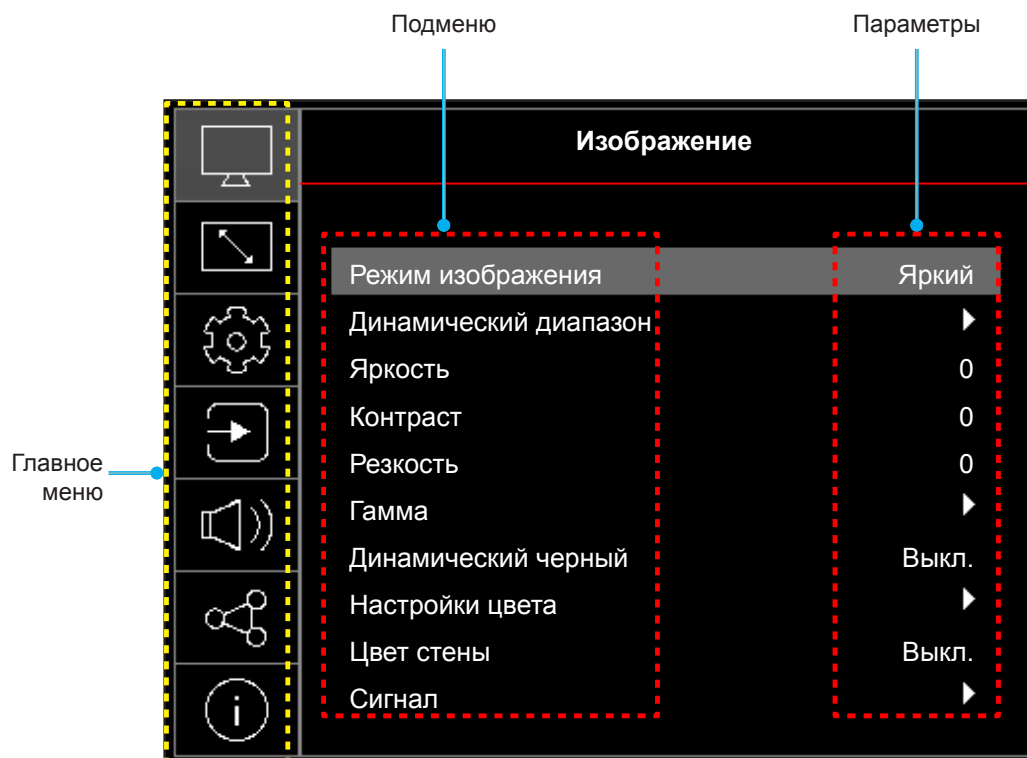 Подменю
Параметры
Изображение
Режим изображения Яркий
Динамический диапазон
Яркость 0
Контраст 0
Резкость 0
Гамма
Динамический черный Выкл.
Настройки цвета
Цвет стены Выкл.
Сигнал
Главное
меню
i